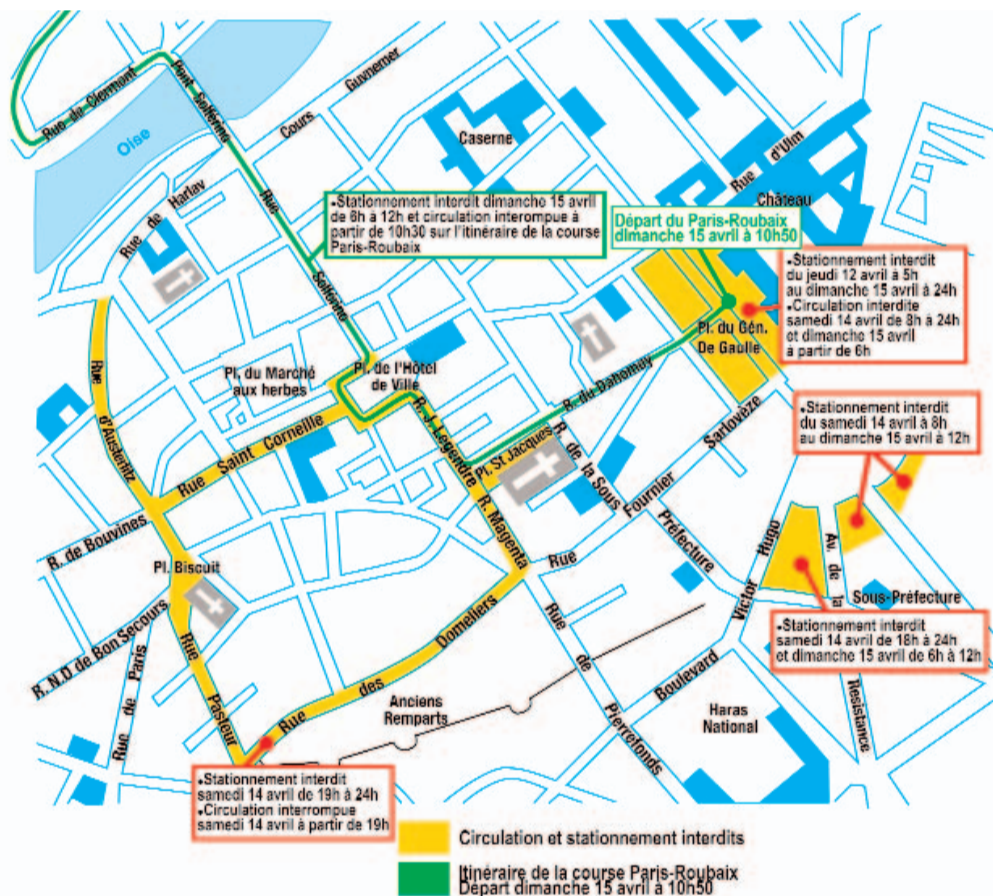 Rue de Clermont
Pont Solférino
Oise
Cours Guynemer
Caserne
Rue d'Ulm
Château
Rue de Harlay
Rue Solférino
•Stationnement interdit dimanche 15 avril
de 6h à 12h et circulation interompue à
partir de 10h30 sur l'itinéraire de la course
Paris-Roubaix
Départ du Paris-Roubaix
dimanche 15 avril à 10h50
•Stationnement interdit
du jeudi 12 avril à 5h
au dimanche 15 avril à 24h
•Circulation interdite
samedi 14 avril de 8h à 24h
et dimanche 15 avril
à partir de 6h
Pl. du Gén.
De Gaulle
Pl. du Marché
aux herbes
Pl. de l'Hôtel
de Ville
R. du Dahomay
R. J. Legendre
Rue Saint Corneille
Rue d'Austerlitz
Pl. St Jacques
R. de la Sous Préfecture
Rue Fournier Sarlovèze
R. Magenta
•Stationnement interdit
du samedi 14 avril à 8h
au dimanche 15 avril à 12h
R. de Bouvines
Pl. Biscuit
R. N.D de Bon Secours
Rue de Paris
Rue Pasteur
Rue des Domeliers
Anciens
Remparts
Rue de Pierrefonds
Boulevard Victor Hugo
Av. de la Resistance
Sous-Préfecture
•Stationnement interdit
samedi 14 avril de 18h à 24h
et dimanche 15 avril de 6h à 12h
Haras
National
•Stationnement interdit
samedi 14 avril de 19h à 24h
•Circulation interrompue
samedi 14 avril à partir de 19h
Circulation et stationnement interdits
Itinéraire de la course Paris-Roubaix
Départ dimanche 15 avril à 10h50